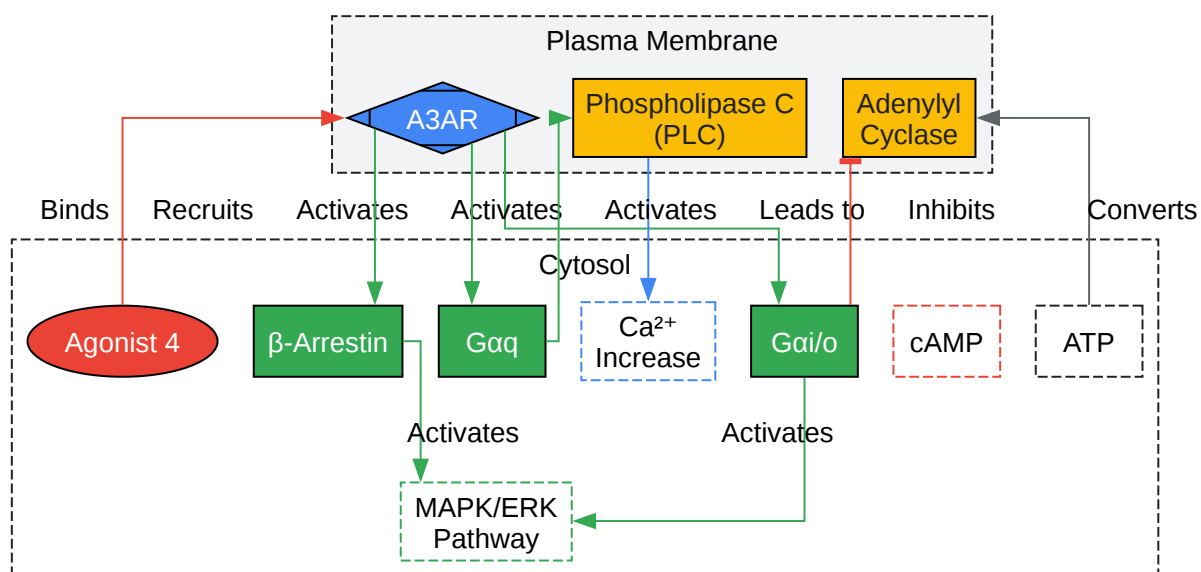 Plasma Membrane
A3AR
Phospholipase C
(PLC)
Adenylyl
Cyclase
Binds
Recruits
Activates
Activates
Activates
Leads to
Inhibits
Converts
Cytosol
Agonist 4
β-Arrestin
Gαq
Ca²⁺
Increase
Gαi/o
cAMP
ATP
Activates
Activates
MAPK/ERK
Pathway